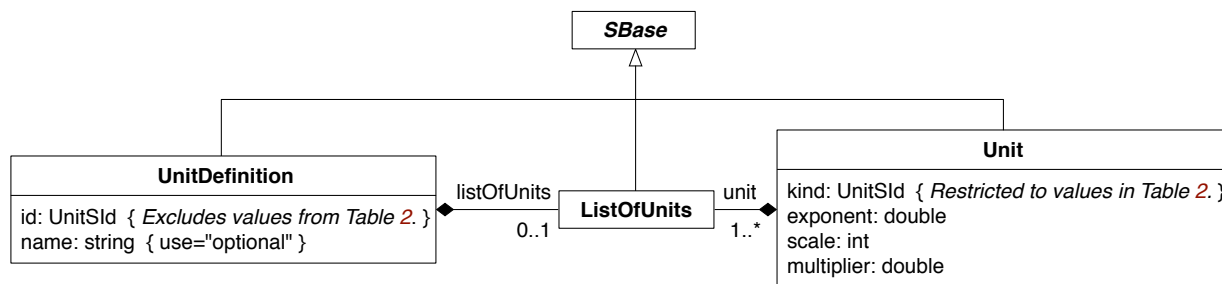 SBase
UnitDefinition
id: UnitSId { Excludes values from Table 2. }
name: string { use="optional" }
listOfUnits
0..1
ListOfUnits
unit
1..*
Unit
kind: UnitSId { Restricted to values in Table 2. }
exponent: double
scale: int
multiplier: double